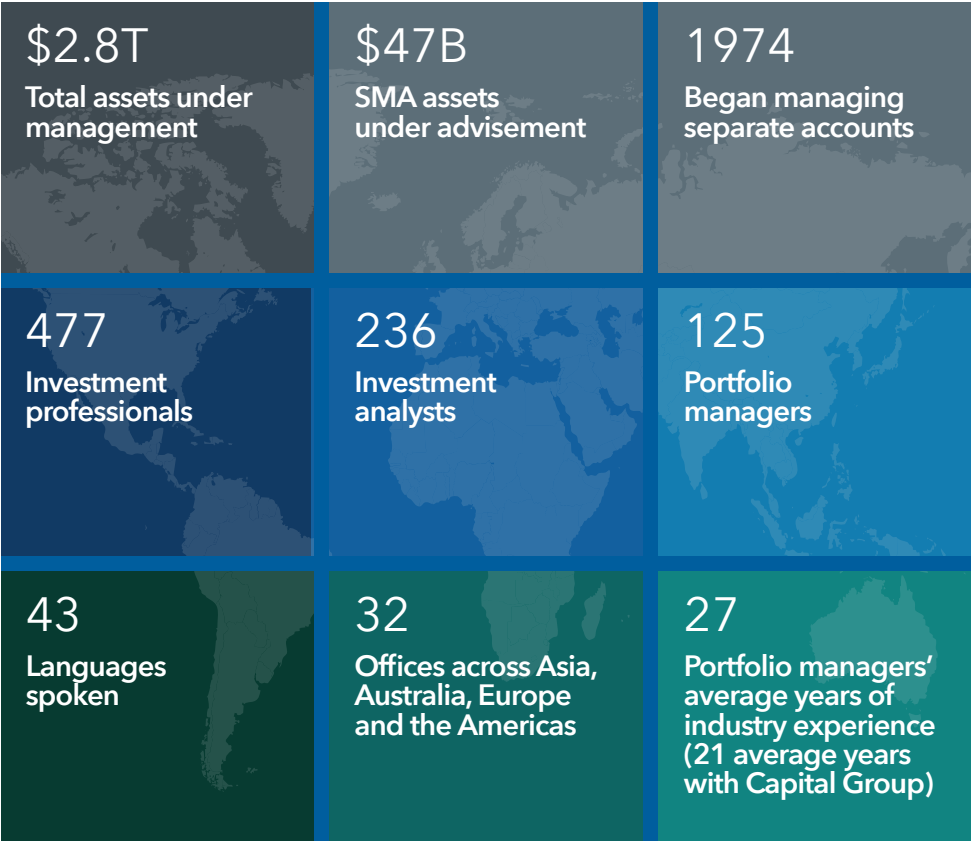 $2.8T
Total assets under
management
$47B
SMA assets
under advisement
1974
Began managing
separate accounts
477
Investment
professionals
236
Investment
analysts
125
Portfolio
managers
43
Languages
spoken
32
Offices across Asia,
Australia, Europe
and the Americas
27
Portfolio managers’
average years of
industry experience
(21 average years
with Capital Group)